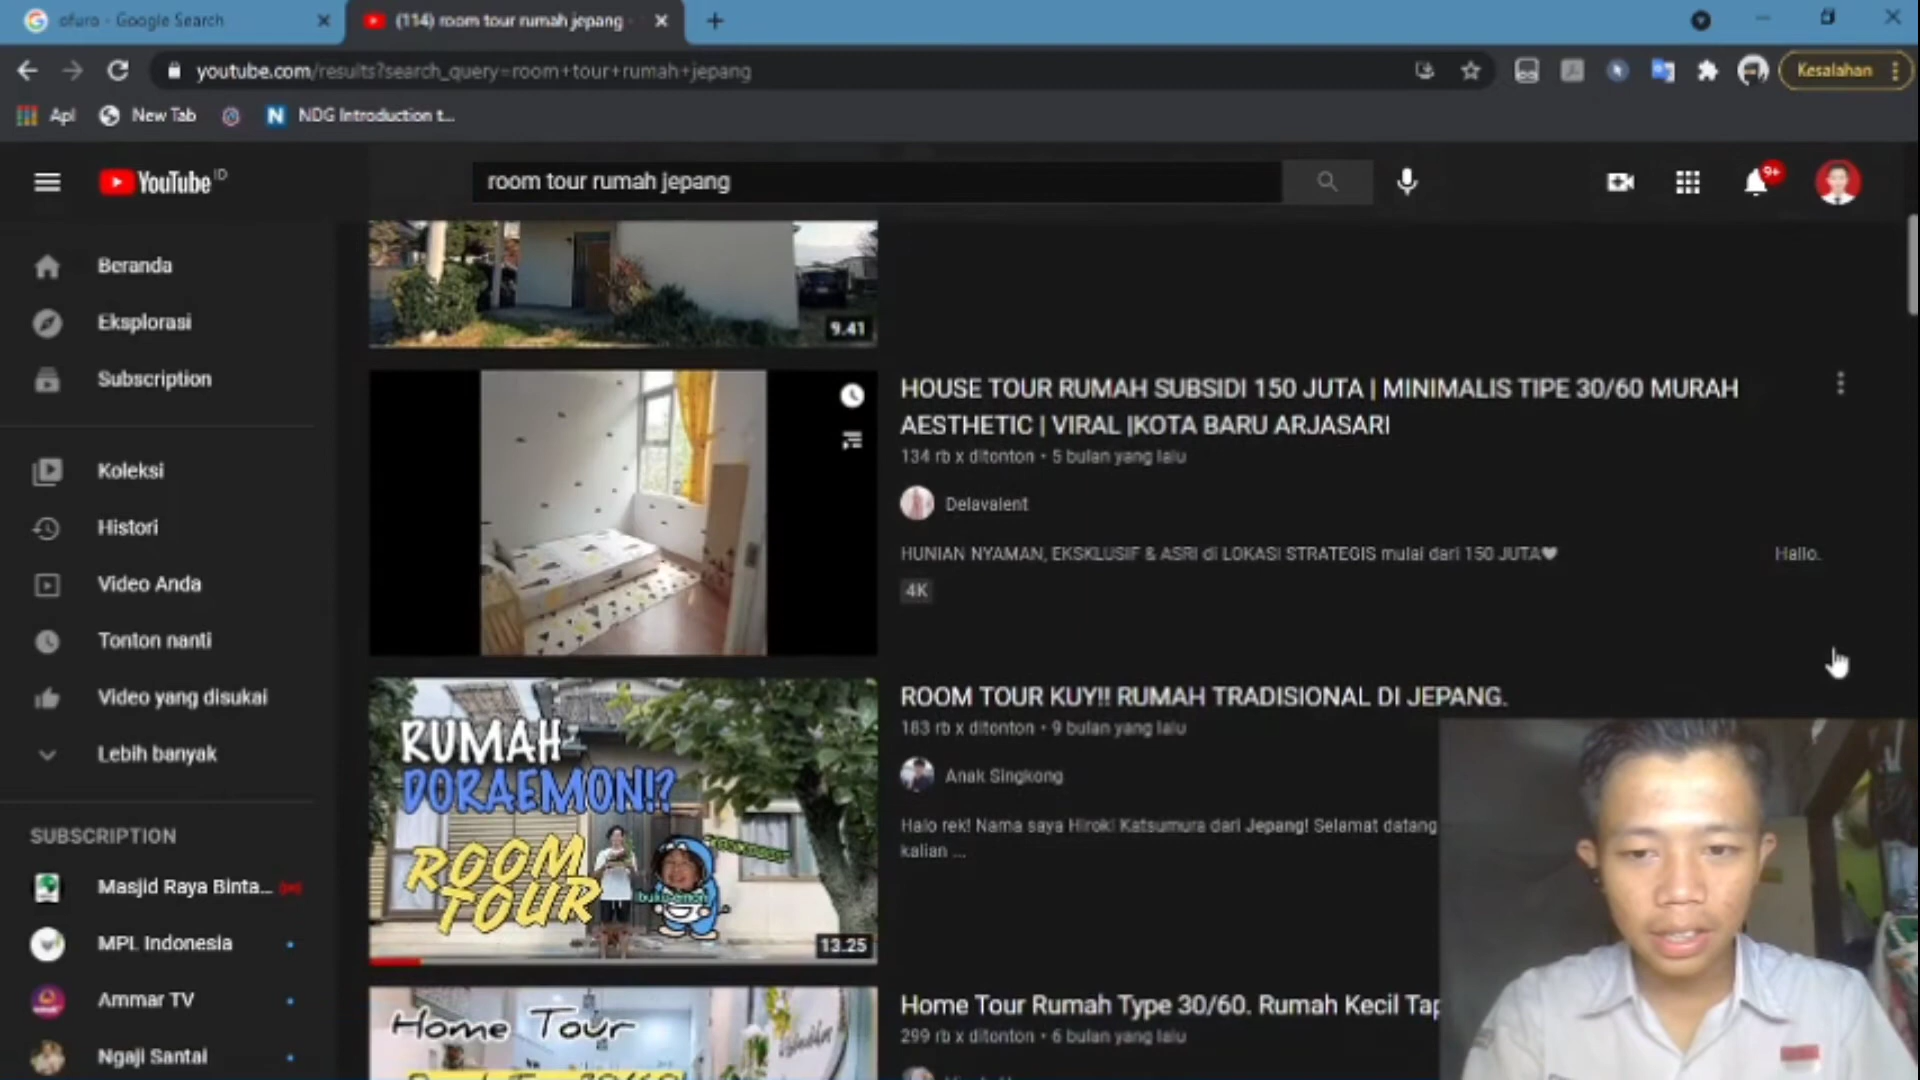 ofuro - Google Search
(114) room tour rumah jepang
youtube.com/results?search_query=room+tour+rumah+jepang
Kesalahan
Apl
New Tab
NDG Introduction t...
YouTube ID
room tour rumah jepang
9+
Beranda
Eksplorasi
Subscription
Koleksi
Histori
Video Anda
Tonton nanti
Video yang disukai
Lebih banyak
SUBSCRIPTION
Masjid Raya Binta...
MPL Indonesia
Ammar TV
Ngaji Santai
9.41
HOUSE TOUR RUMAH SUBSIDI 150 JUTA | MINIMALIS TIPE 30/60 MURAH
AESTHETIC | VIRAL |KOTA BARU ARJASARI
134 rb x ditonton • 5 bulan yang lalu
Delavalent
HUNIAN NYAMAN, EKSKLUSIF & ASRI di LOKASI STRATEGIS mulai dari 150 JUTA♥ Hallo.
4K
RUMAH
DORAEMON!?
ROOM
TOUR
13.25
ROOM TOUR KUY!! RUMAH TRADISIONAL DI JEPANG.
183 rb x ditonton • 9 bulan yang lalu
Anak Singkong
Halo rek! Nama saya Hiroki Katsumura dari Jepang! Selamat datang
kalian ...
Home Tour
Home Tour Rumah Type 30/60. Rumah Kecil Tap
299 rb x ditonton • 6 bulan yang lalu